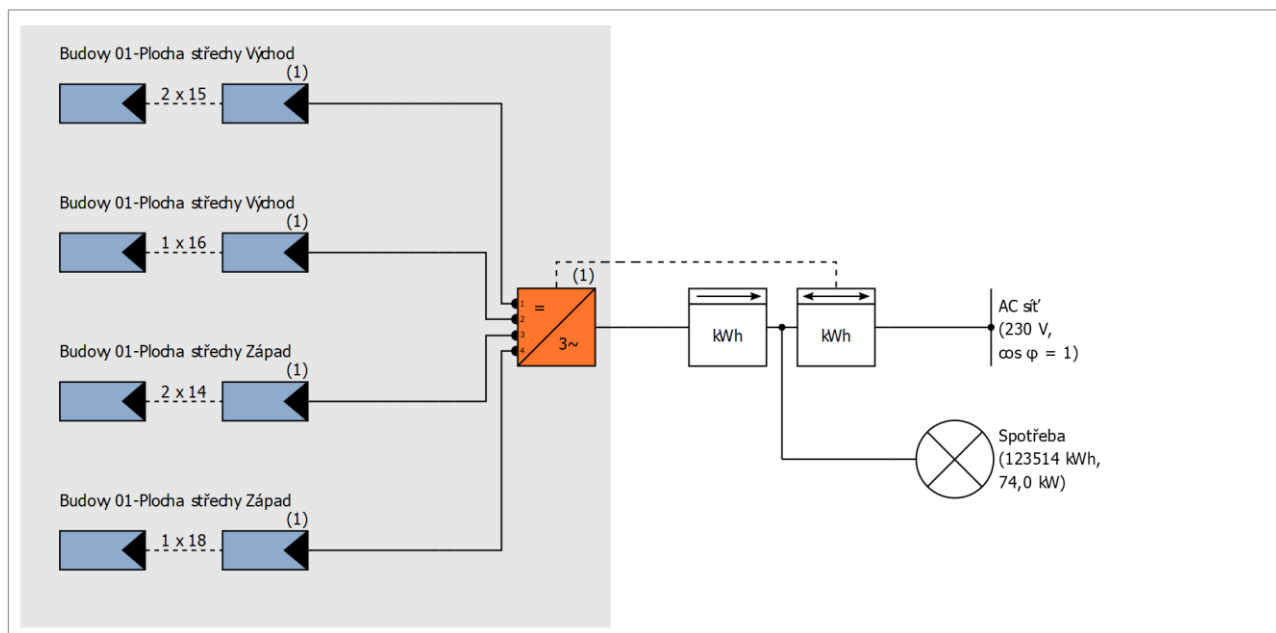 Budovy 01-Plocha střechy Východ
(1)
2 x 15
Budovy 01-Plocha střechy Východ
(1)
1 x 16
Budovy 01-Plocha střechy Západ
(1)
2 x 14
Budovy 01-Plocha střechy Západ
(1)
1 x 18
(1)
1
2
3
4
=
3~
kWh
kWh
AC síť
(230 V,
cos φ = 1)
Spotřeba
(123514 kWh,
74,0 kW)